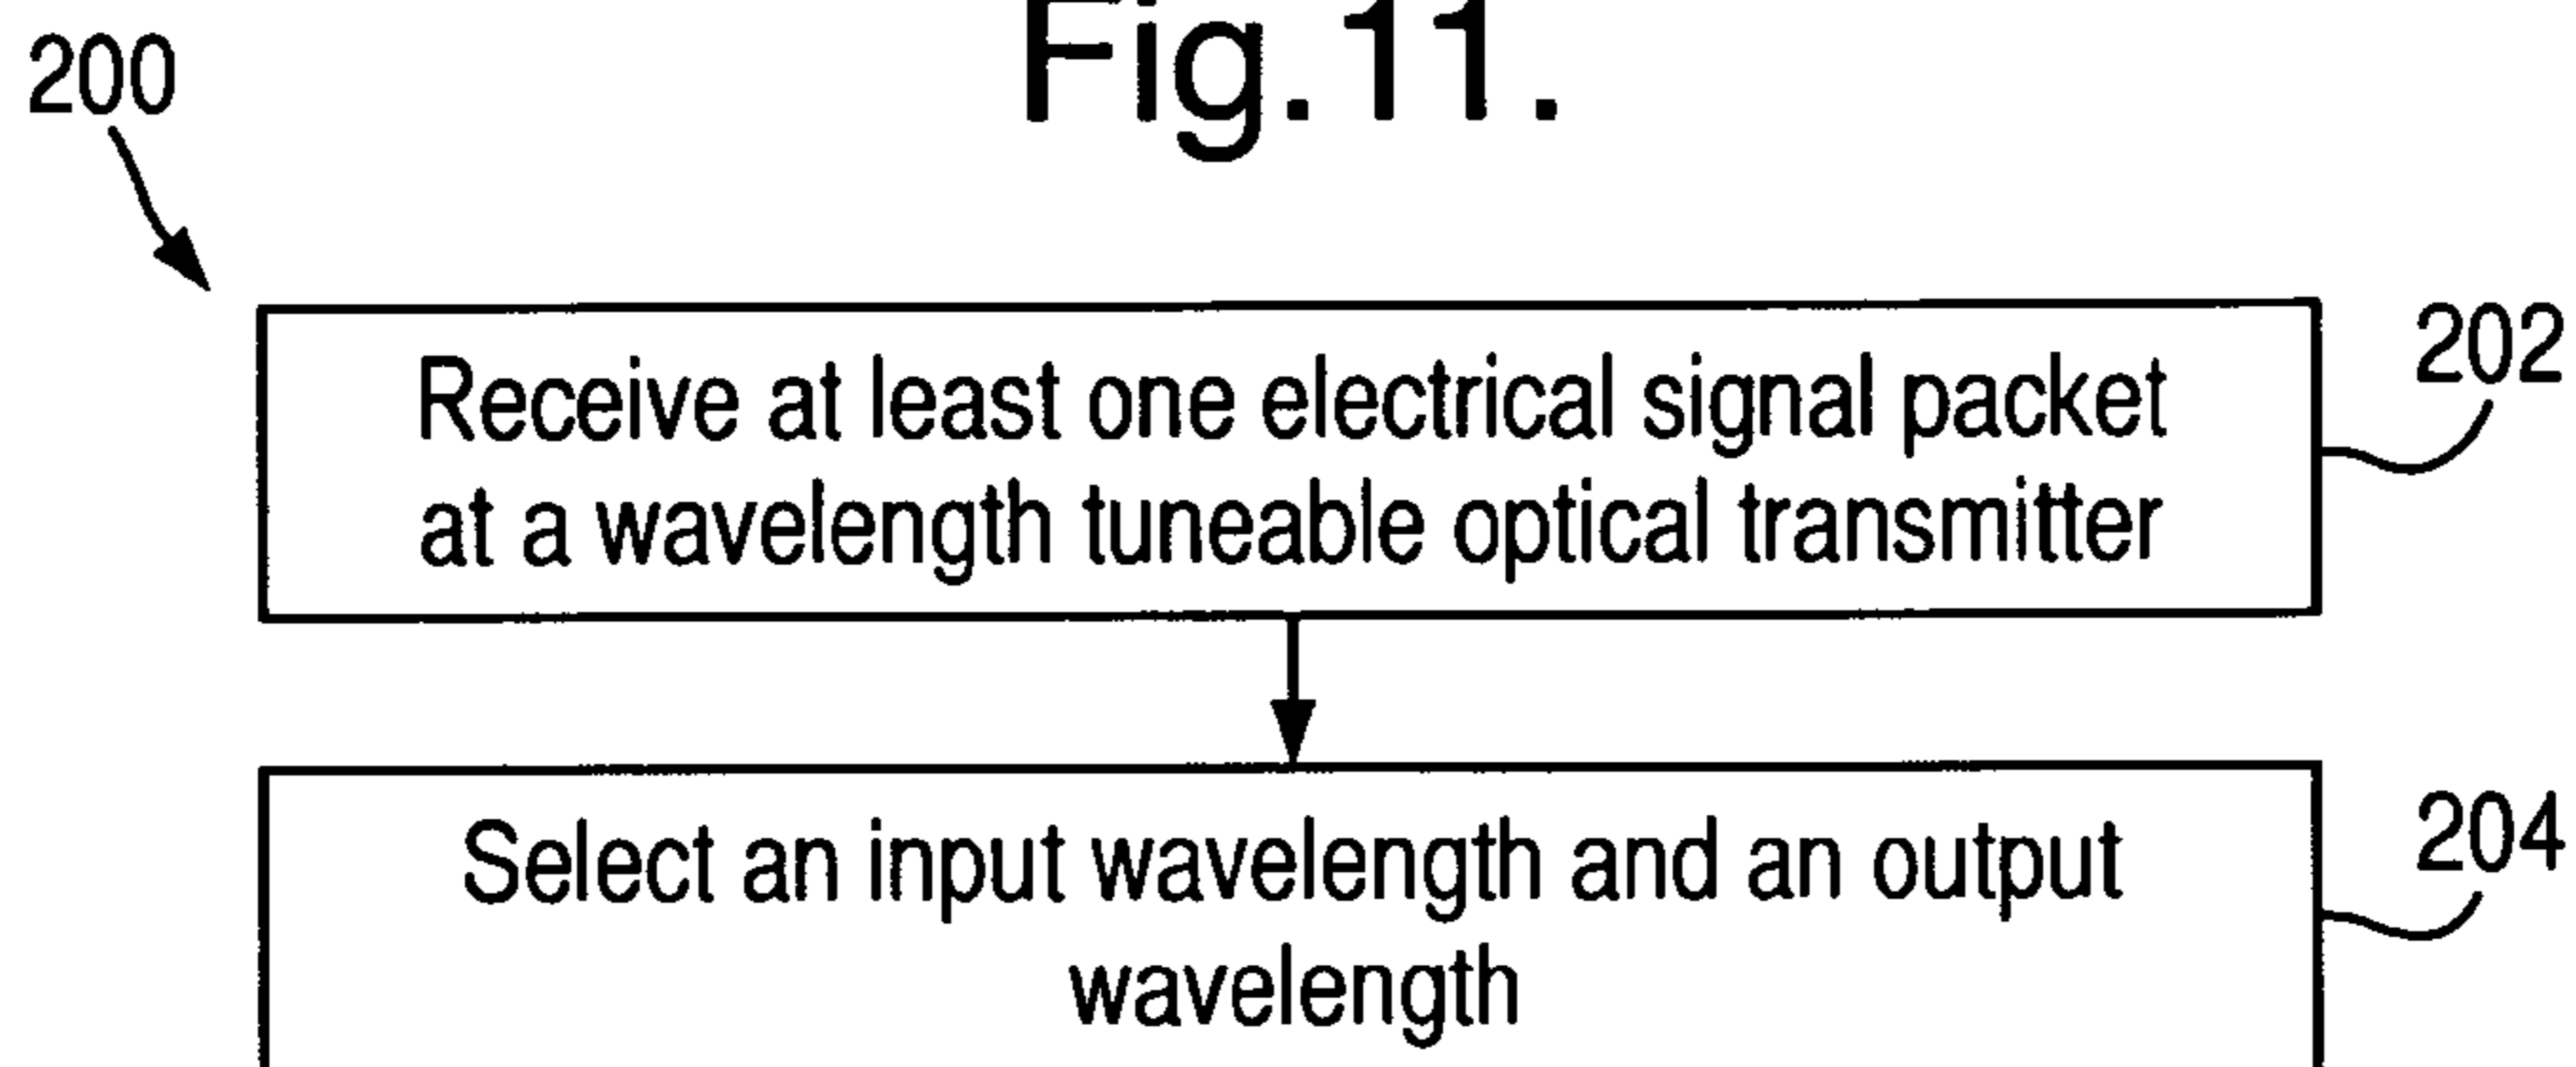 Fig.11.
200
Receive at least one electrical signal packet
at a wavelength tuneable optical transmitter
202
Select an input wavelength and an output
wavelength
204